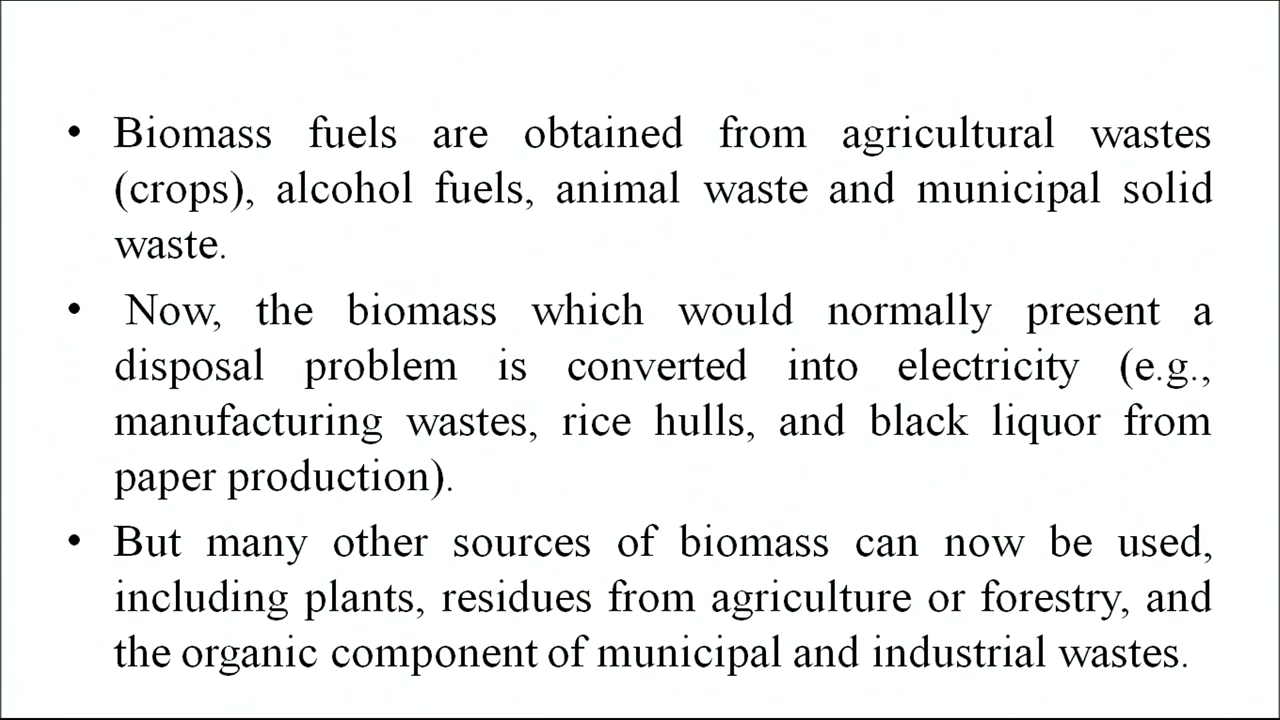 • Biomass fuels are obtained from agricultural wastes
(crops), alcohol fuels, animal waste and municipal solid
waste.
• Now, the biomass which would normally present a
disposal problem is converted into electricity (e.g.,
manufacturing wastes, rice hulls, and black liquor from
paper production).
• But many other sources of biomass can now be used,
including plants, residues from agriculture or forestry, and
the organic component of municipal and industrial wastes.